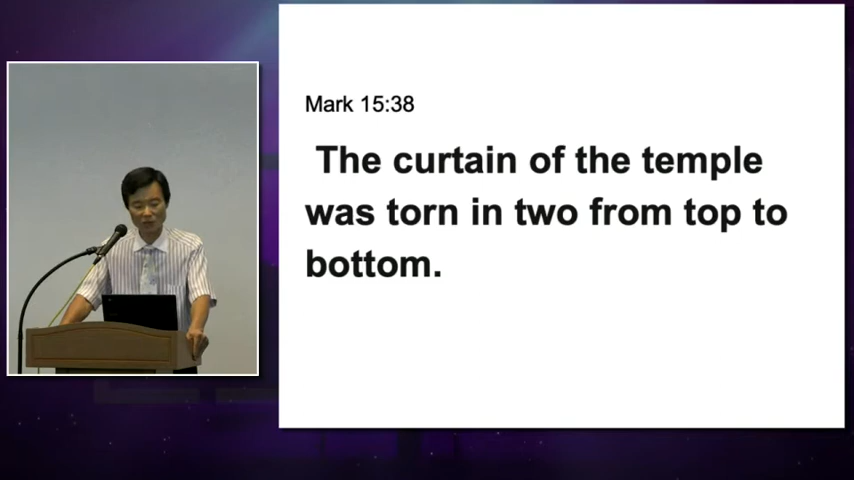 Mark 15:38
The curtain of the temple
was torn in two from top to
bottom.